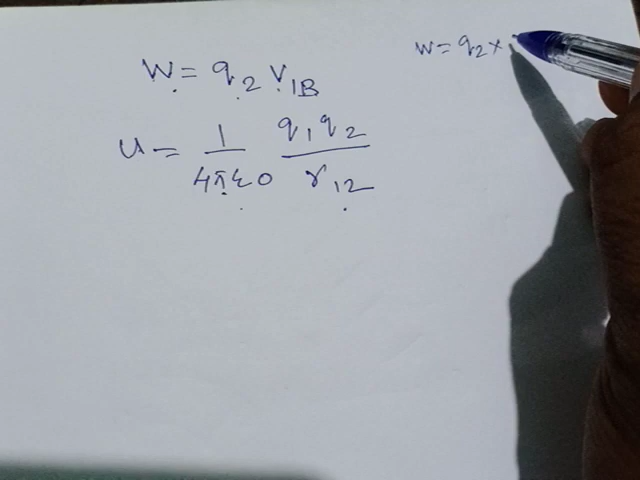 W = q2 V1B
W = q2 ×
U = 1/4πε0 q1q2/r12